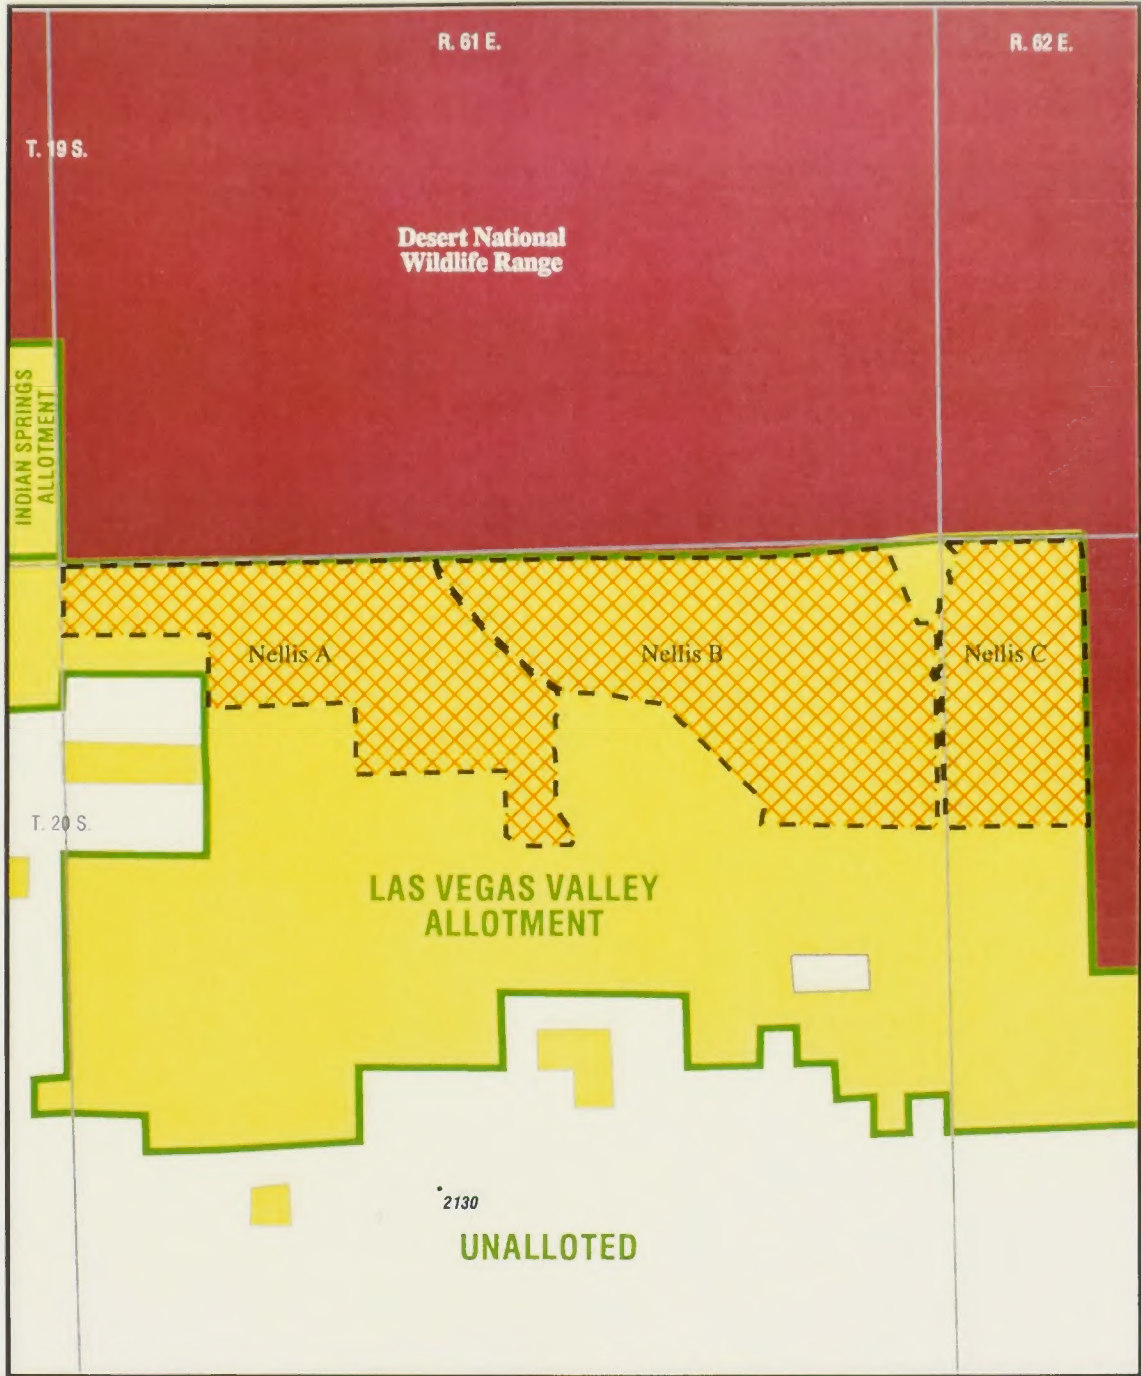 R. 61 E.
R. 62 E.
T. 19 S.
Desert National
Wildlife Range
INDIAN SPRINGS
ALLOTMENT
Nellis A
Nellis B
Nellis C
T. 20 S.
LAS VEGAS VALLEY
ALLOTMENT
2130
UNALLOTED